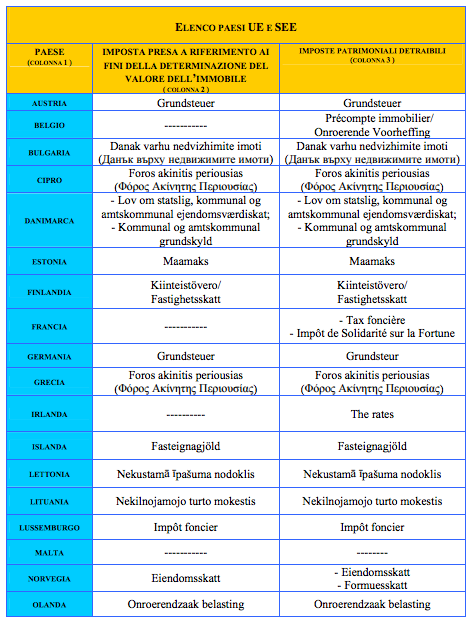 ELENCO PAESI UE E SEE
PAESE
(COLONNA 1)
IMPOSTA PRESA A RIFERIMENTO AI
FINI DELLA DETERMINAZIONE DEL
VALORE DELL'IMMOBILE
( COLONNA 2)
IMPOSTE PATRIMONIALI DETRAIBILI
(COLONNA 3 )
AUSTRIA
Grundsteuer
Grundsteuer
BELGIO
-----------
Précompte immobilier/
Onroerende Voorheffing
BULGARIA
Danak varhu nedvizhimite imoti
(Данък върху недвижимите имоти)
Danak varhu nedvizhimite imoti
(Данък върху недвижимите имоти)
CIPRO
Foros akinitis periousias
(Φόρος Ακίνητης Περιουσίας)
Foros akinitis periousias
(Φόρος Ακίνητης Περιουσίας)
DANIMARCA
- Lov om statslig, kommunal og
amtskommunal ejendomsværdiskat;
- Kommunal og amtskommunal
grundskyld
- Lov om statslig, kommunal og
amtskommunal ejendomsværdiskat;
- Kommunal og amtskommunal
grundskyld
ESTONIA
Maamaks
Maamaks
FINLANDIA
Kiinteistövero/
Fastighetsskatt
Kiinteistövero/
Fastighetsskatt
FRANCIA
-----------
- Tax foncière
- Impôt de Solidarité sur la Fortune
GERMANIA
Grundsteuer
Grundsteur
GRECIA
Foros akinitis periousias
(Φόρος Ακίνητης Περιουσίας)
Foros akinitis periousias
(Φόρος Ακίνητης Περιουσίας)
IRLANDA
----------
The rates
ISLANDA
Fasteignagjöld
Fasteignagjöld
LETTONIA
Nekustamā īpašuma nodoklis
Nekustamā īpašuma nodoklis
LITUANIA
Nekilnojamojo turto mokestis
Nekilnojamojo turto mokestis
LUSSEMBURGO
Impôt foncier
Impôt foncier
MALTA
-----------
--------
NORVEGIA
Eiendomsskatt
- Eiendomsskatt
- Formuesskatt
OLANDA
Onroerendzaak belasting
Onroerendzaak belasting